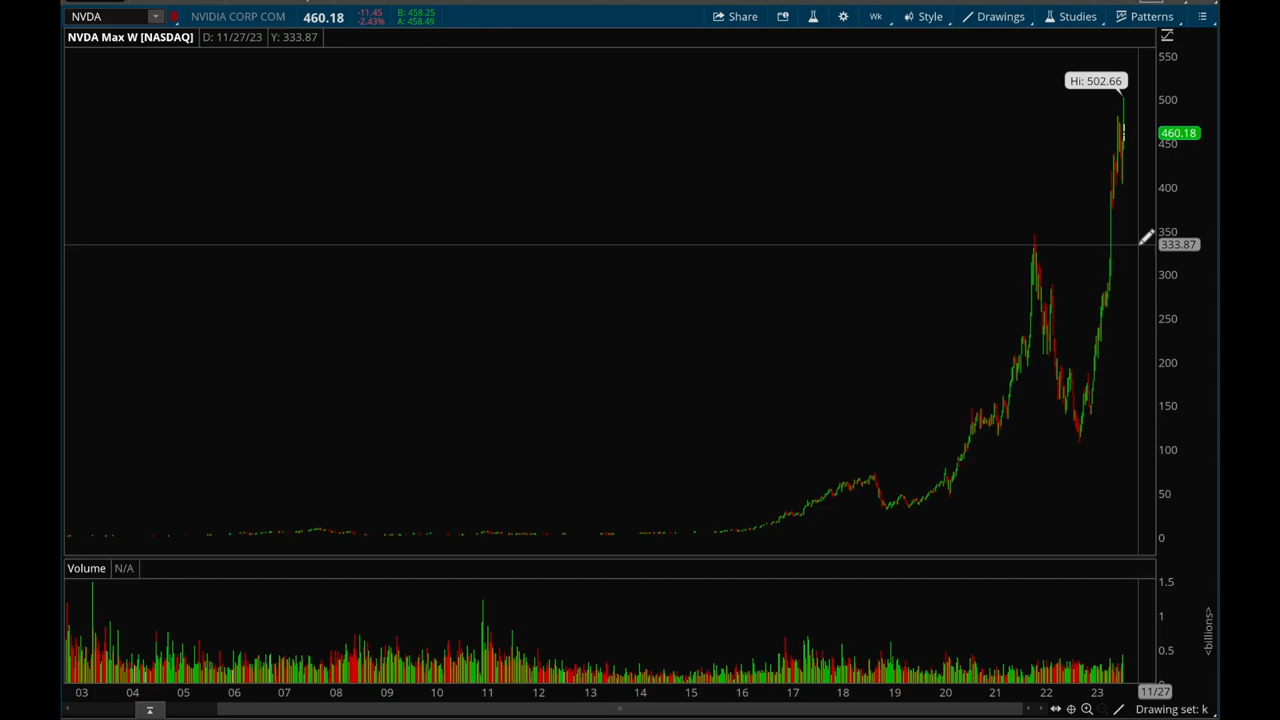 NVDA NVIDIA CORP COM 460.18 -11.45 -2.43% B: 458.25 A: 458.49 Share Wk Style Drawings Studies Patterns
NVDA Max W [NASDAQ] D: 11/27/23 Y: 333.87
550
Hi: 502.66
500
460.18
450
400
350
333.87
300
250
200
150
100
50
0
Volume N/A
1.5
1
0.5
<billions>
03 04 05 06 07 08 09 10 11 12 13 14 15 16 17 18 19 20 21 22 23 11/27
Drawing set: k